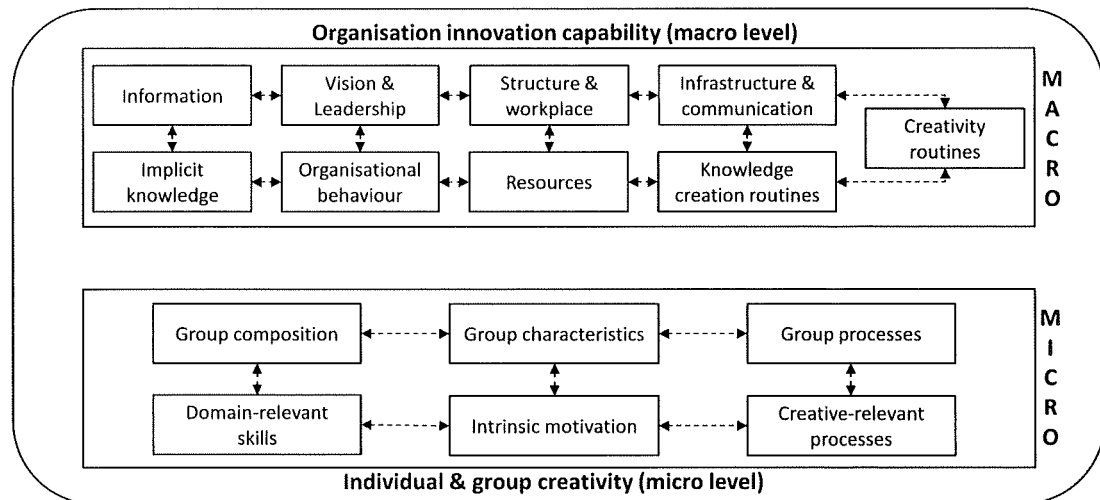 Organisation innovation capability (macro level)
Information
Vision &
Leadership
Structure &
workplace
Infrastructure &
communication
Creativity
routines
Implicit
knowledge
Organisational
behaviour
Resources
Knowledge
creation routines
M
A
C
R
O
Group composition
Group characteristics
Group processes
Domain-relevant
skills
Intrinsic motivation
Creative-relevant
processes
M
I
C
R
O
Individual & group creativity (micro level)